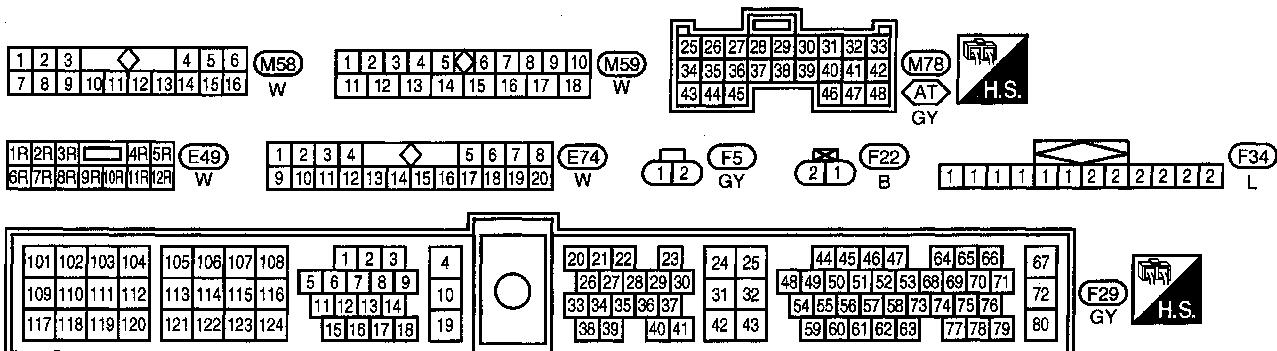 25 26 27 28 29 30 31 32 33
1 2 3 4 5 6 M58 1 2 3 4 5 6 7 8 9 10 M59 34 35 36 37 38 39 40 41 42 M78
7 8 9 10 11 12 13 14 15 16 W 11 12 13 14 15 16 17 18 W 43 44 45 46 47 48 AT H.S.
GY
1R 2R 3R 4R 5R E49 1 2 3 4 5 6 7 8 E74 F5 F22 F34
6R 7R 8R 9R 10R 11R 12R W 9 10 11 12 13 14 15 16 17 18 19 20 W 1 2 GY 2 1 B 1 1 1 1 1 1 2 2 2 2 2 2 L
101 102 103 104 105 106 107 108 1 2 3 4 20 21 22 23 24 25 44 45 46 47 64 65 66 67
5 6 7 8 9 26 27 28 29 30 48 49 50 51 52 53 68 69 70 71
109 110 111 112 113 114 115 116 10 31 32 72 F29
11 12 13 14 33 34 35 36 37 54 55 56 57 58 73 74 75 76 GY H.S.
117 118 119 120 121 122 123 124 15 16 17 18 19 38 39 40 41 42 43 59 60 61 62 63 77 78 79 80